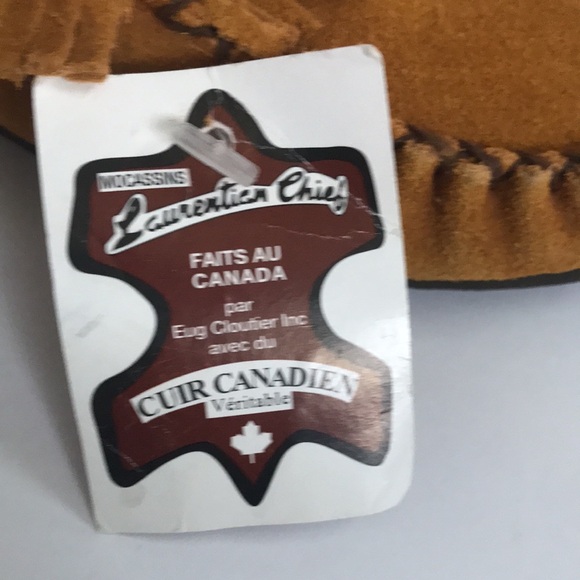 MOCASSINS
Laurentian Chief
FAITS AU
CANADA
par
Eug Cloutier Inc
avec du
CUIR CANADIEN
Véritable